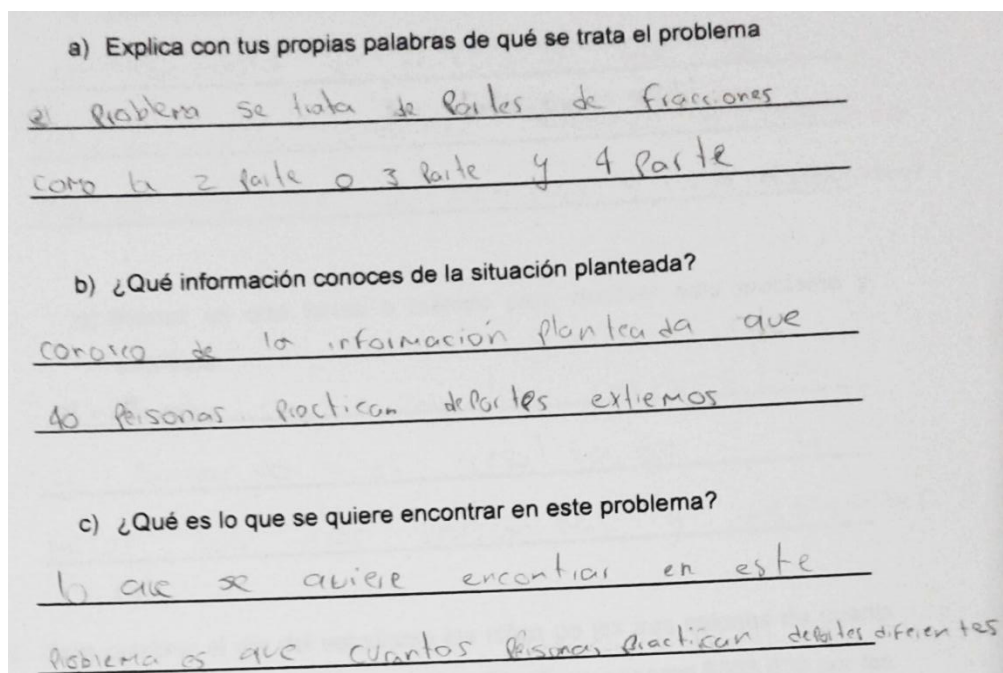 a) Explica con tus propias palabras de qué se trata el problema
el problema se trata de Partes de fracciones
como la 2 parte o 3 Parte y 4 Parte
b) ¿Qué información conoces de la situación planteada?
conosco de la información planteada que
40 Personas Practican deportes extremos
c) ¿Qué es lo que se quiere encontrar en este problema?
lo que se quiere encontrar en este
Problema es que cuantos Personas Practican deportes diferentes